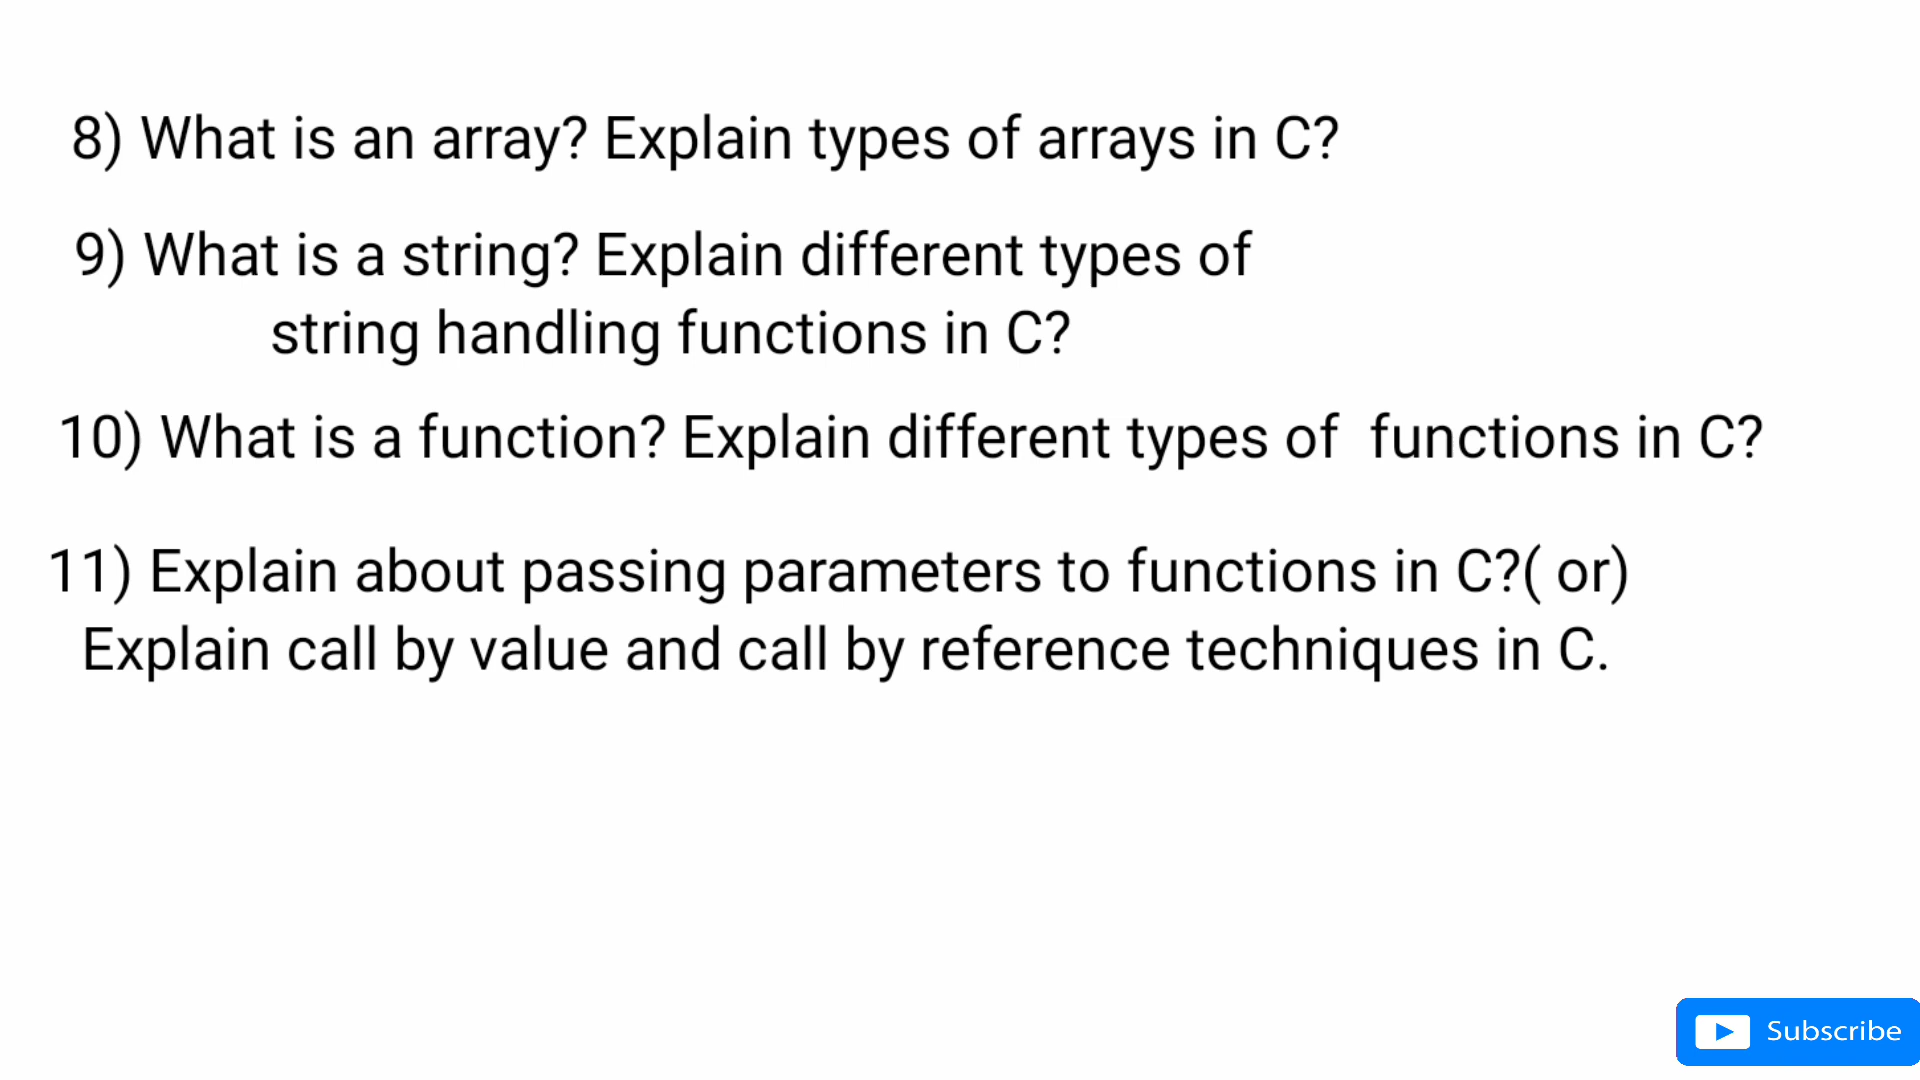 8) What is an array? Explain types of arrays in C?
9) What is a string? Explain different types of
string handling functions in C?
10) What is a function? Explain different types of  functions in C?
11) Explain about passing parameters to functions in C?( or)
Explain call by value and call by reference techniques in C.
Subscribe